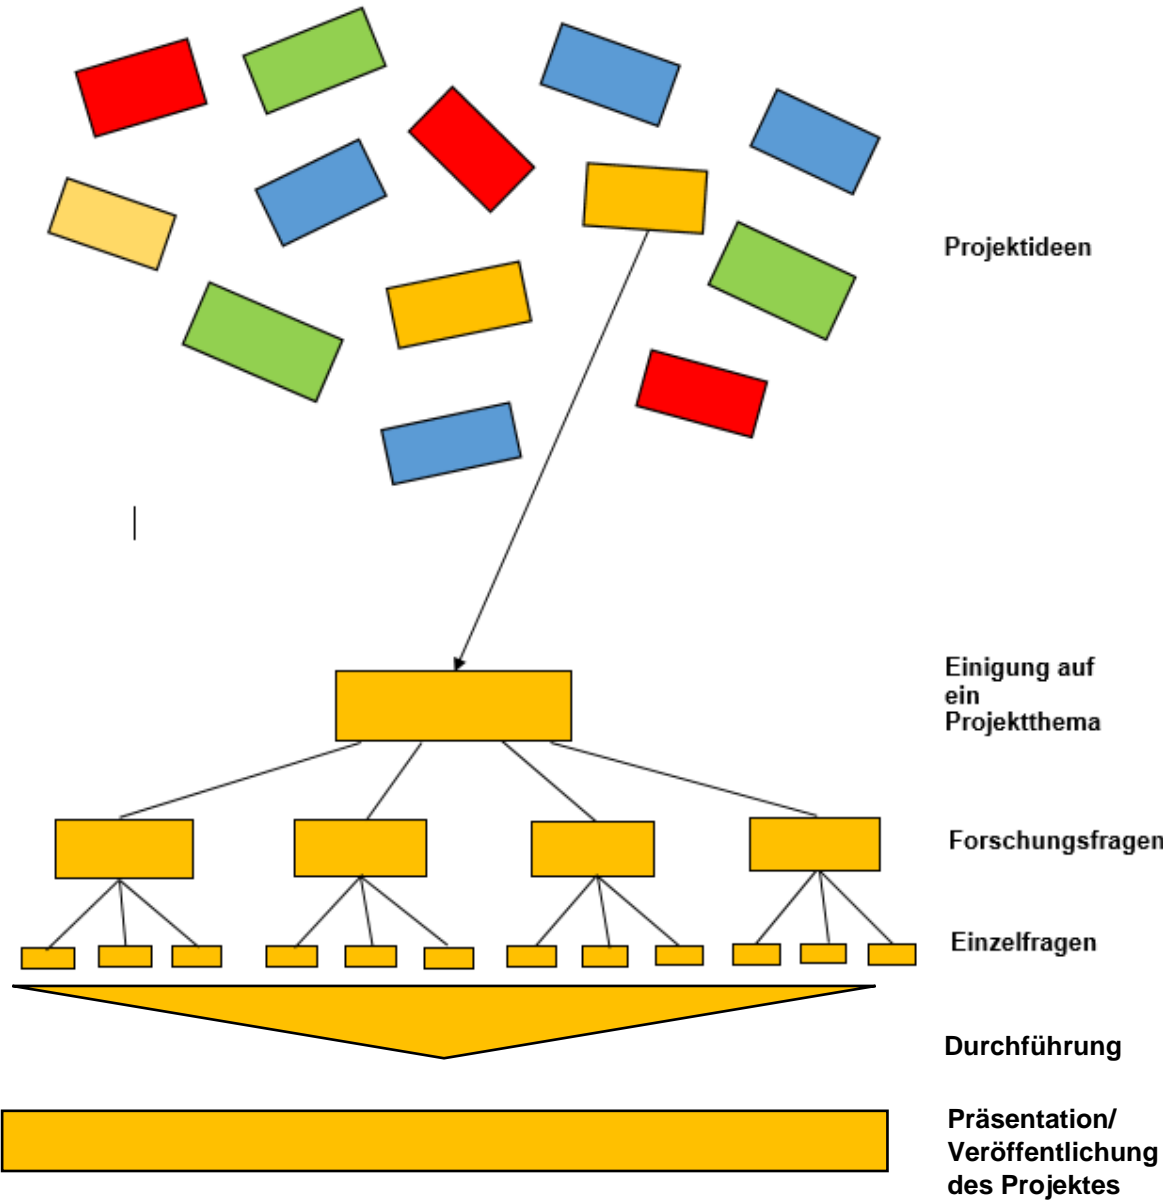 Projektideen
Einigung auf
ein
Projektthema
Forschungsfragen
Einzelfragen
Durchführung
Präsentation/
Veröffentlichung
des Projektes